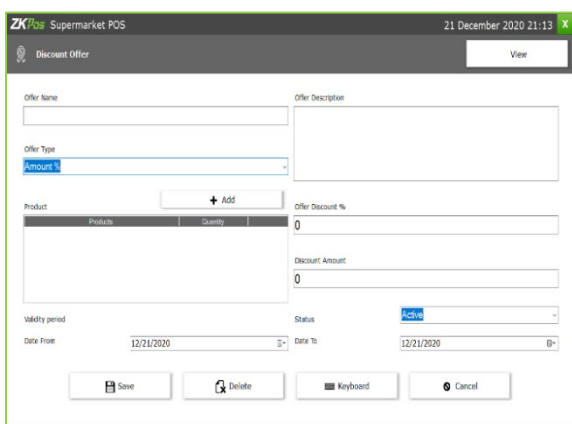 ZKPos Supermarket POS 21 December 2020 21:13 X
Discount Offer View
Offer Name Offer Description
Offer Type
Amount %
Product + Add Offer Discount %
Products Quantity
0
Discount Amount
0
Validity period Status Active
Date From 12/21/2020 Date To 12/21/2020
Save Delete Keyboard Cancel